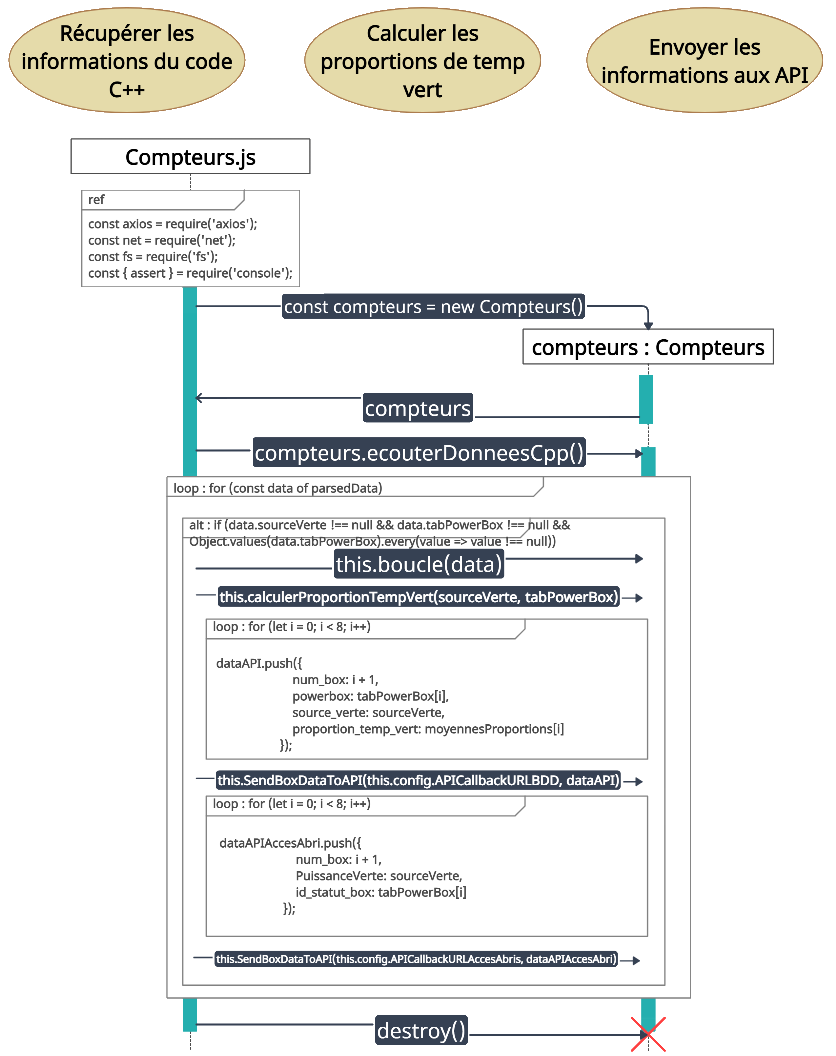 Récupérer les
informations du code
C++
Calculer les
proportions de temp
vert
Envoyer les
informations aux API
Compteurs.js
ref
const axios = require('axios');
const net = require('net');
const fs = require('fs');
const { assert } = require('console');
const compteurs = new Compteurs()
compteurs : Compteurs
compteurs
compteurs.ecouterDonneesCpp()
loop : for (const data of parsedData)
alt : if (data.sourceVerte !== null && data.tabPowerBox !== null &&
Object.values(data.tabPowerBox).every(value => value !== null))
this.boucle(data)
this.calculerProportionTempVert(sourceVerte, tabPowerBox)
loop : for (let i = 0; i < 8; i++)
dataAPI.push({
num_box: i + 1,
powerbox: tabPowerBox[i],
source_verte: sourceVerte,
proportion_temp_vert: moyennesProportions[i]
});
this.SendBoxDataToAPI(this.config.APICallbackURLBDD, dataAPI)
loop : for (let i = 0; i < 8; i++)
dataAPIAccesAbri.push({
num_box: i + 1,
PuissanceVerte: sourceVerte,
id_statut_box: tabPowerBox[i]
});
this.SendBoxDataToAPI(this.config.APICallbackURLAccesAbris, dataAPIAccesAbri)
destroy()